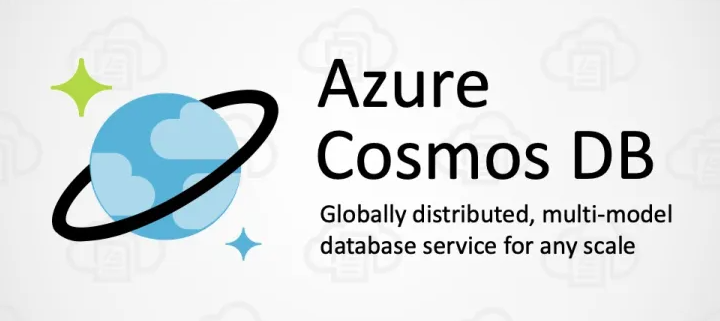 Azure
Cosmos DB
Globally distributed, multi-model
database service for any scale